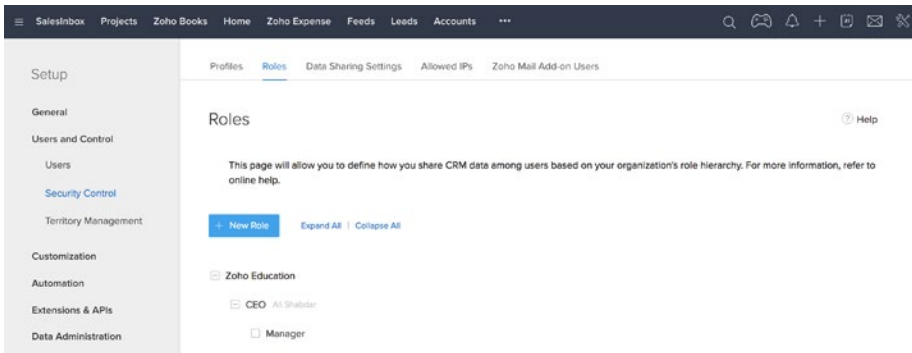 SalesInbox Projects Zoho Books Home Zoho Expense Feeds Leads Accounts •••
Setup
General
Users and Control
Users
Security Control
Territory Management
Customization
Automation
Extensions & APIs
Data Administration
Profiles Roles Data Sharing Settings Allowed IPs Zoho Mail Add-on Users
Roles
? Help
This page will allow you to define how you share CRM data among users based on your organization's role hierarchy. For more information, refer to
online help.
+ New Role Expand All | Collapse All
Zoho Education
CEO Ali Shabdar
Manager